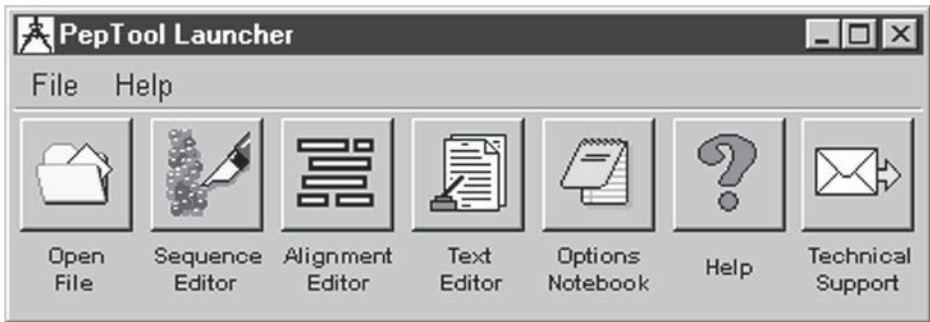 PepTool Launcher
File Help
Open
File
Sequence
Editor
Alignment
Editor
Text
Editor
Options
Notebook
Help
Technical
Support